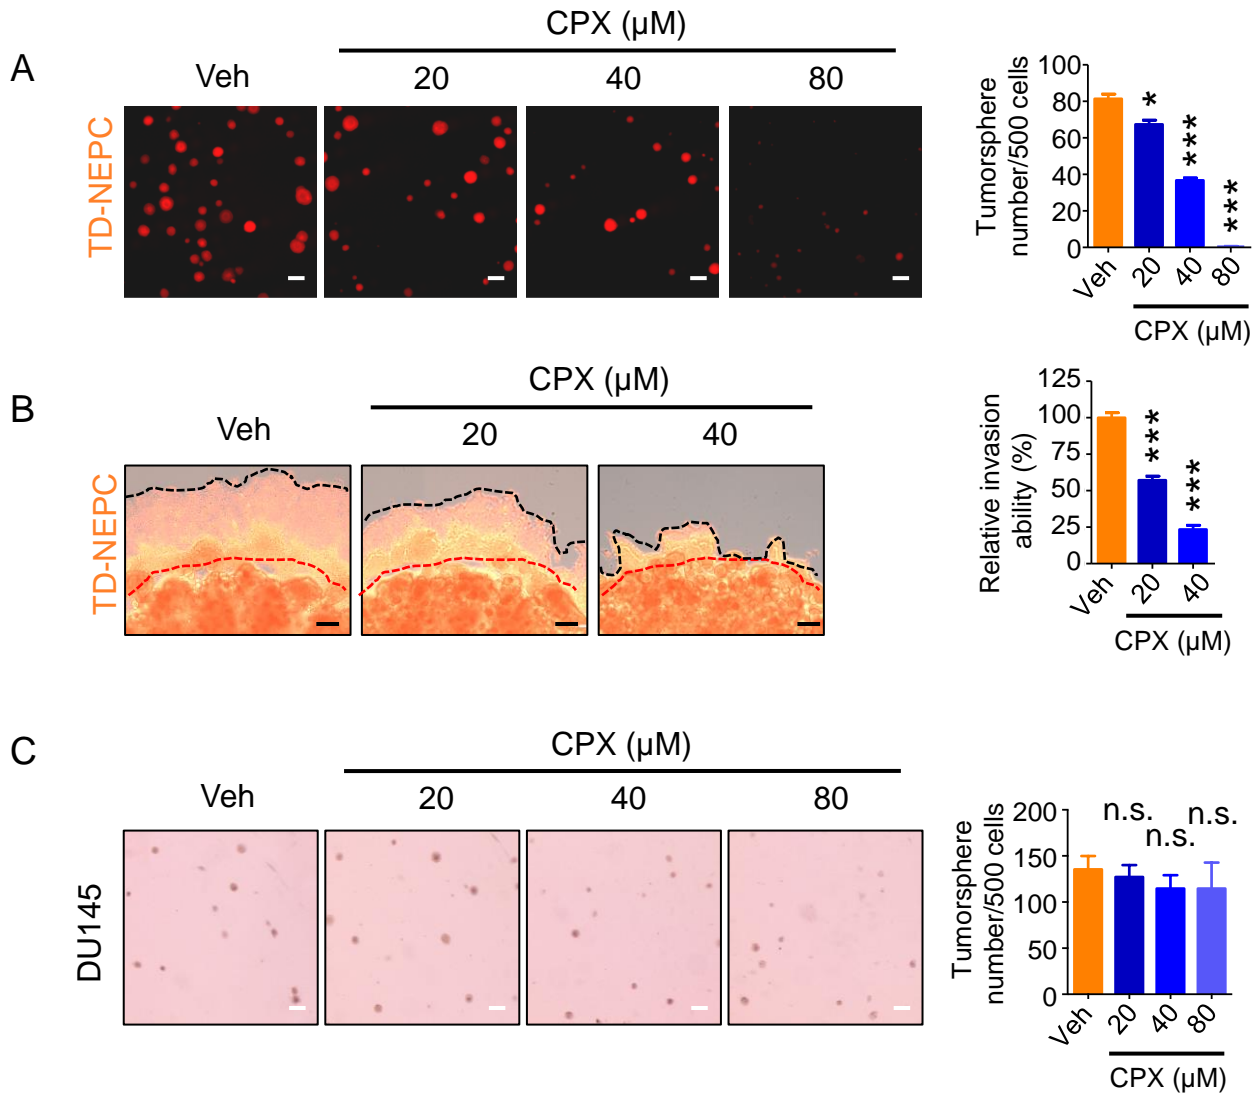 A
CPX (µM)
Veh
20
40
80
TD-NEPC
Tumorsphere
number/500 cells
100
80
60
40
20
0
*
***
***
Veh
20
40
80
CPX (µM)
B
CPX (µM)
Veh
20
40
TD-NEPC
Relative invasion
ability (%)
125
100
75
50
25
0
***
***
Veh
20
40
CPX (µM)
C
CPX (µM)
Veh
20
40
80
DU145
Tumorsphere
number/500 cells
200
150
100
50
0
n.s.
n.s.
n.s.
Veh
20
40
80
CPX (µM)